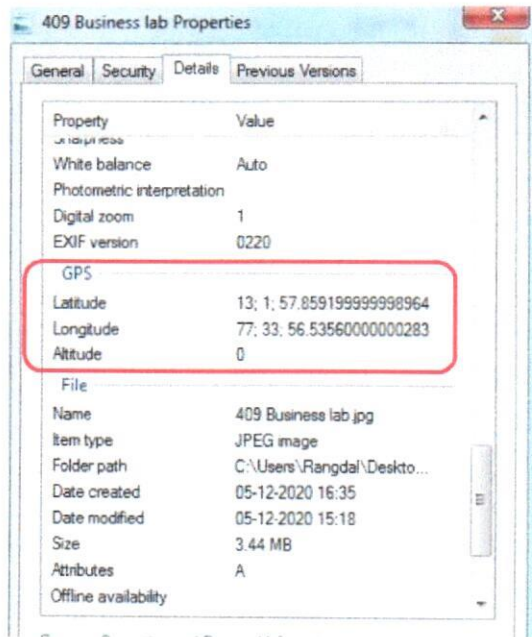 409 Business lab Properties
General Security Details Previous Versions
Property Value
Sharpness
White balance Auto
Photometric interpretation
Digital zoom 1
EXIF version 0220
GPS
Latitude 13; 1; 57.859199999998964
Longitude 77; 33; 56.53560000000283
Altitude 0
File
Name 409 Business lab.jpg
Item type JPEG image
Folder path C:\Users\Rangdal\Deskto...
Date created 05-12-2020 16:35
Date modified 05-12-2020 15:18
Size 3.44 MB
Attributes A
Offline availability